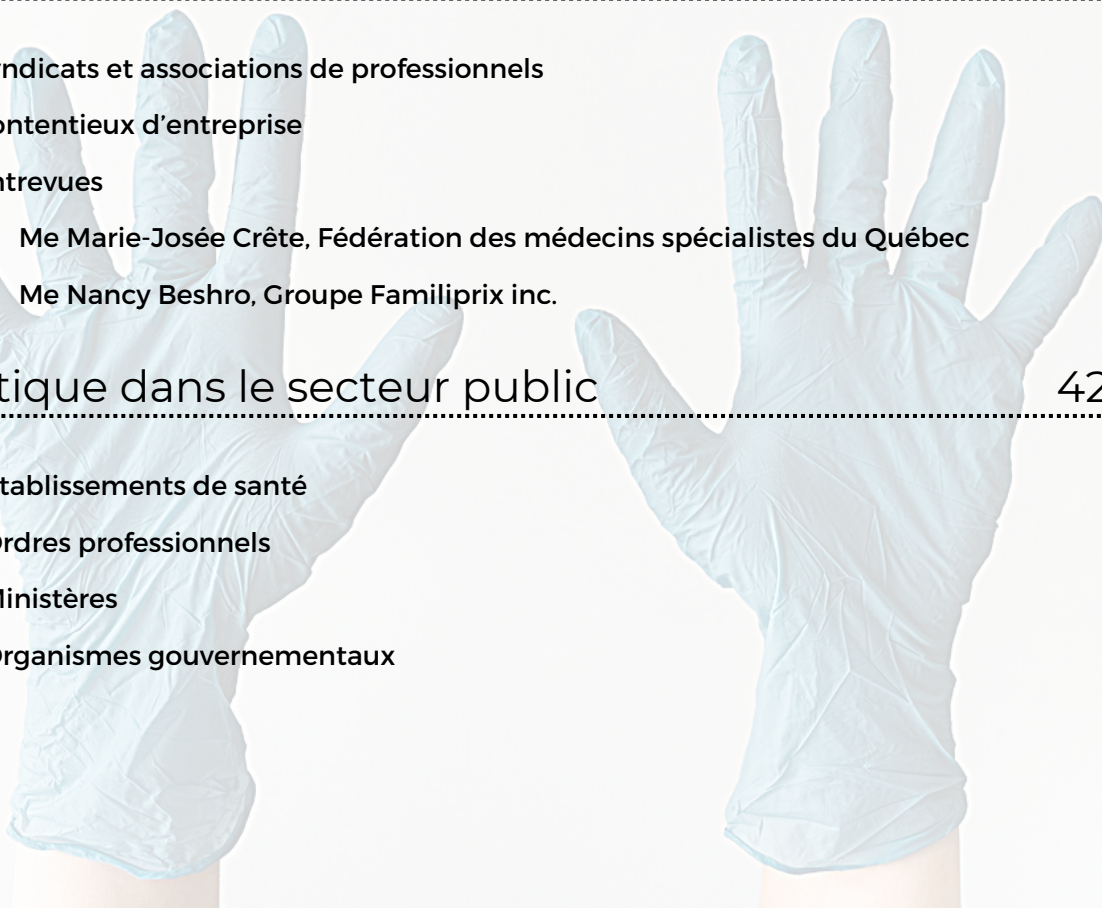 ndicats et associations de professionnels
ontentieux d'entreprise
ntrevues
Me Marie-Josée Crête, Fédération des médecins spécialistes du Québec
Me Nancy Beshro, Groupe Familiprix inc.
tique dans le secteur public 42
tablissements de santé
rdres professionnels
inistères
rganismes gouvernementaux